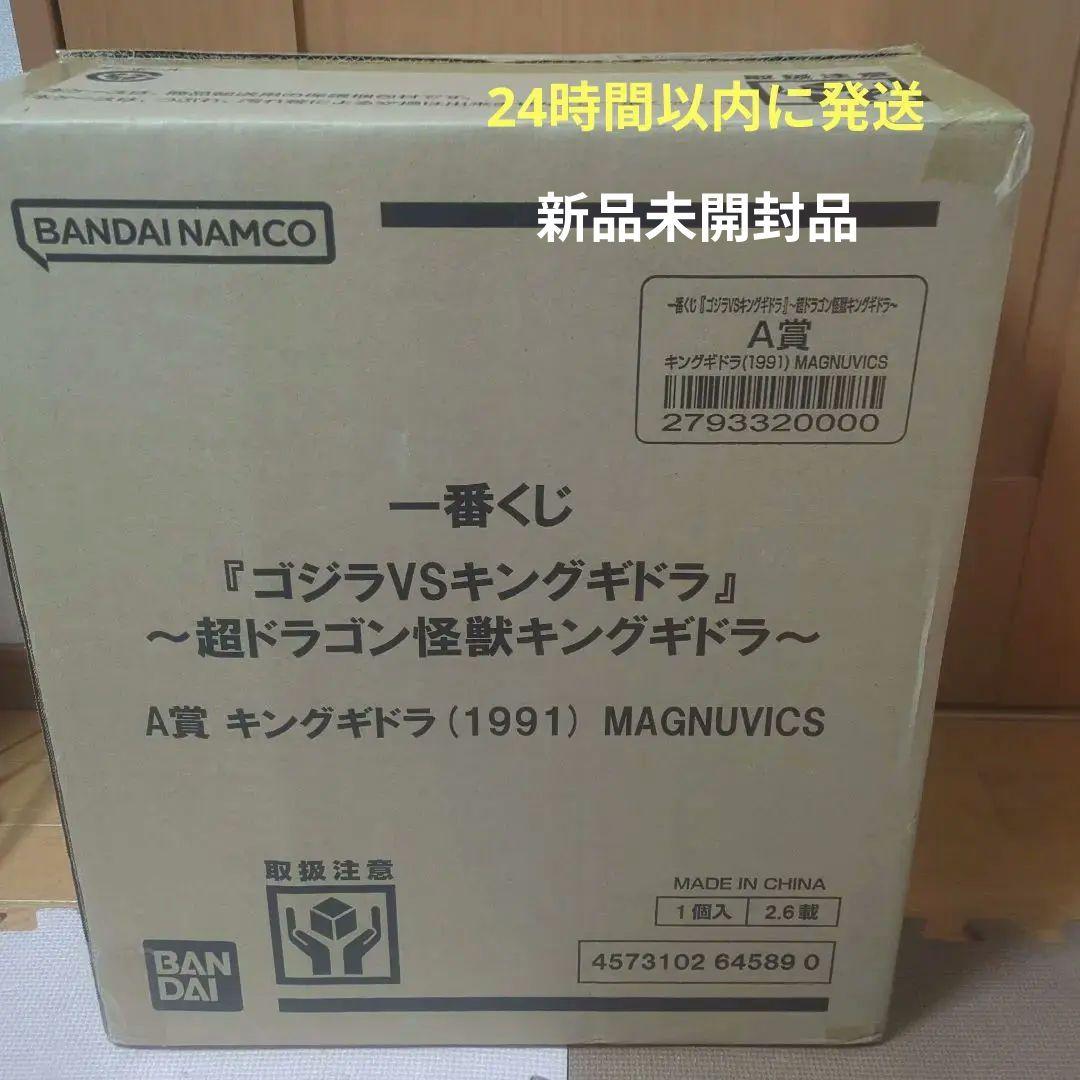 取扱注意
24時間以内に発送
新品未開封品
BANDAI NAMCO
一番くじ『ゴジラVSキングギドラ』～超ドラゴン怪獣キングギドラ～
A賞
キングギドラ(1991) MAGNUVICS
2793320000
一番くじ
『ゴジラVSキングギドラ』
～超ドラゴン怪獣キングギドラ～
A賞 キングギドラ(1991) MAGNUVICS
取扱注意
MADE IN CHINA
1個入 2.6載
4573102 64589 0
BAN
DAI